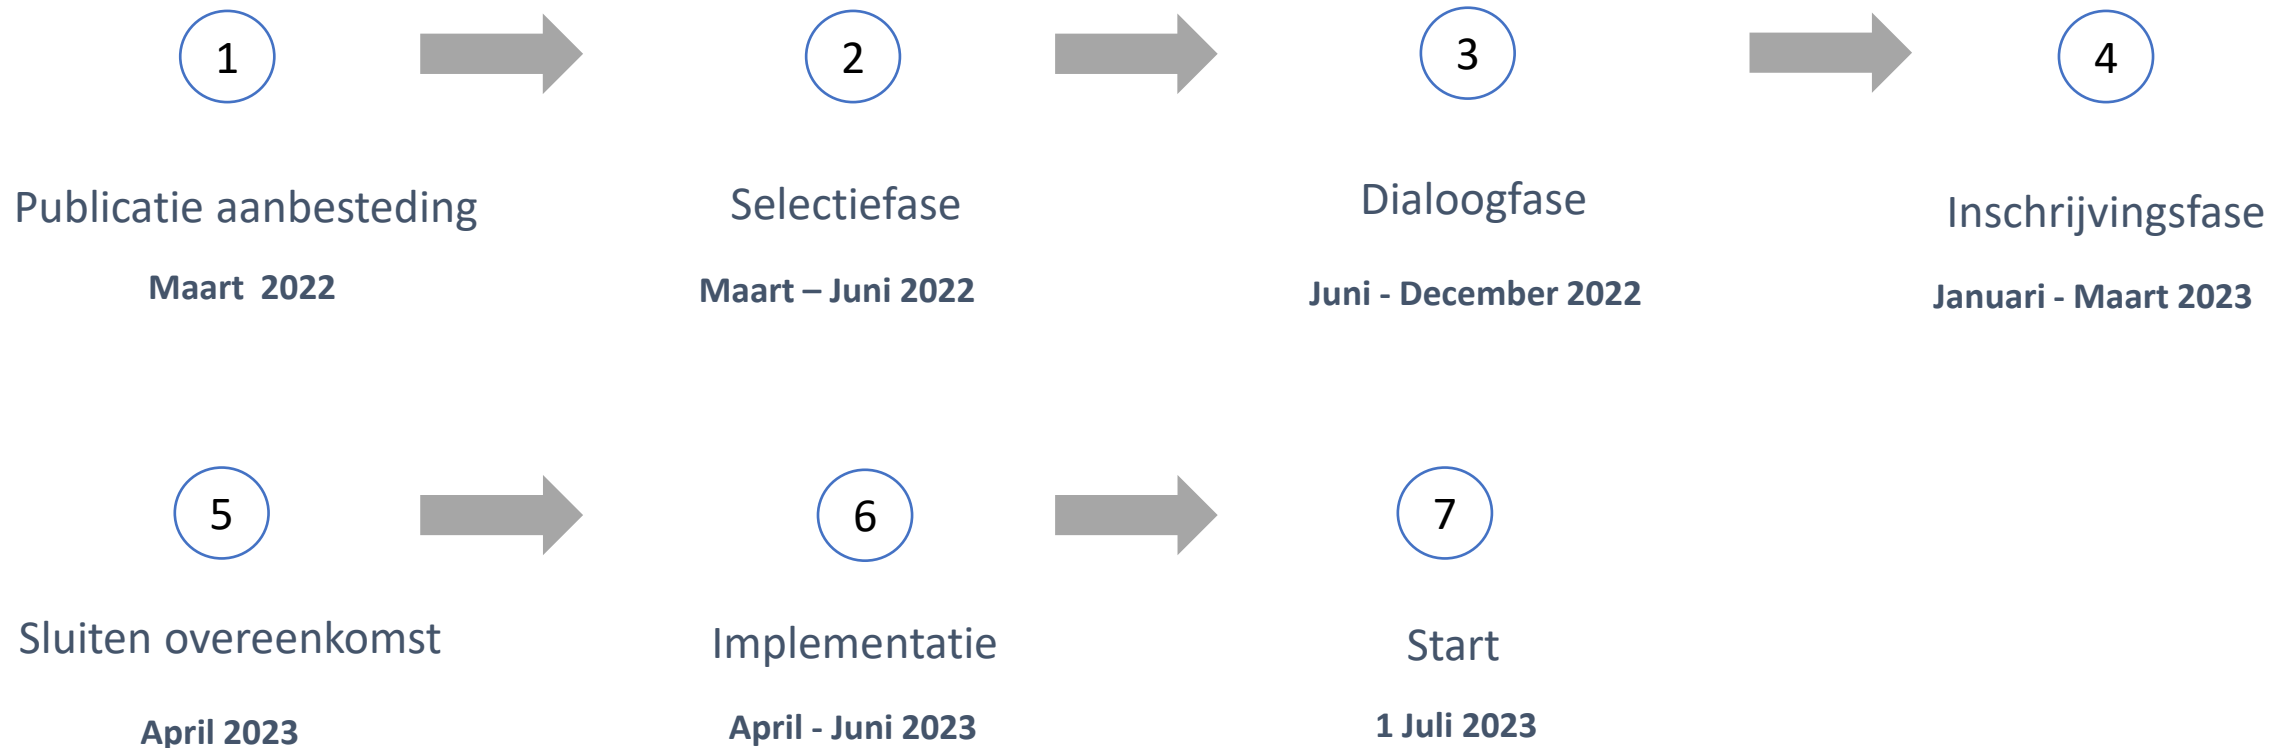 1
2
3
4
Publicatie aanbesteding
Selectiefase
Dialoogfase
Inschrijvingsfase
Maart 2022
Maart – Juni 2022
Juni - December 2022
Januari - Maart 2023
5
6
7
Sluiten overeenkomst
Implementatie
Start
April 2023
April - Juni 2023
1 Juli 2023